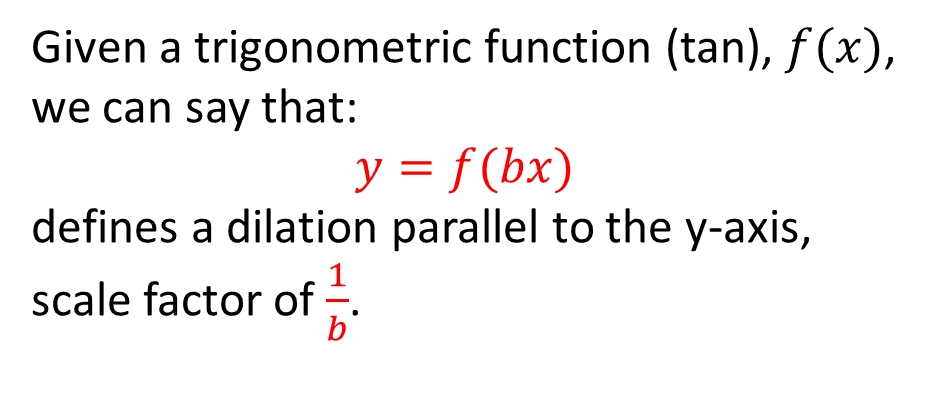 Given a trigonometric function (tan), f(x),
we can say that:
y = f(bx)
defines a dilation parallel to the y-axis,
scale factor of 1/b.